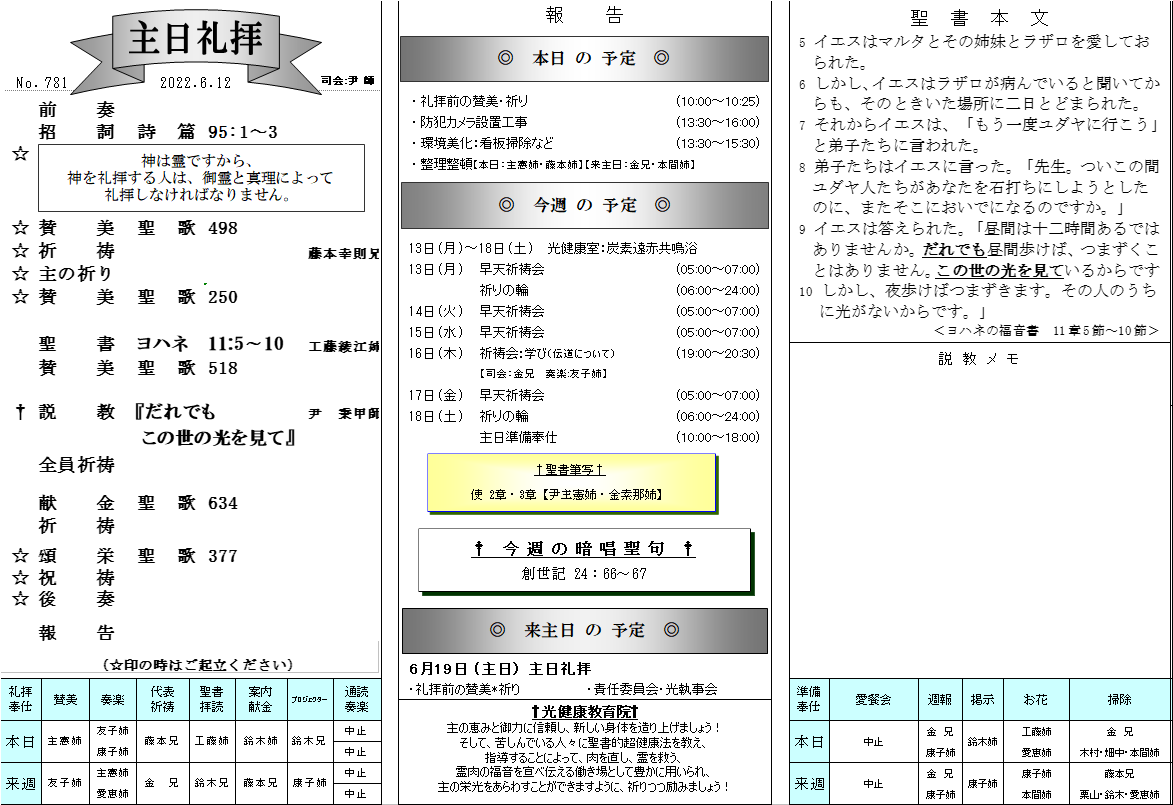 主日礼拝
No. 781 2022.6.12 司会:尹 師
前 奏
招 詞 詩 篇 95:1～3
☆ 神は霊ですから、
神を礼拝する人は、御霊と真理によって
礼拝しなければなりません。
☆ 賛 美 聖 歌 498
☆ 祈 祷 藤本幸則兄
☆ 主の祈り
☆ 賛 美 聖 歌 250
聖 書 ヨハネ 11:5～10 工藤綾江姉
賛 美 聖 歌 518
† 説 教 『だれでも 尹 秉甲師
この世の光を見て』
全員祈祷
献 金 聖 歌 634
祈 祷
☆ 頌 栄 聖 歌 377
☆ 祝 祷
☆ 後 奏
報 告
(☆印の時はご起立ください)
礼拝奉仕 賛美 奏楽 代表祈祷 聖書拝読 案内献金 プロジェクター 通読奏楽
本日 主憲姉 友子姉 康子姉 藤本兄 工藤姉 鈴木姉 鈴木兄 中止 中止
来週 友子姉 主憲姉 愛恵姉 金 兄 鈴木兄 藤本兄 康子姉 中止 中止
報 告
◎ 本日 の 予定 ◎
・礼拝前の賛美・祈り (10:00～10:25)
・防犯カメラ設置工事 (13:30～16:00)
・環境美化：看板掃除など (13:30～15:30)
・整理整頓【本日：主憲姉・藤本姉】【来主日：金兄・本間姉】
◎ 今週 の 予定 ◎
13日(月)～18日(土) 光健康室：炭素遠赤共鳴浴
13日(月) 早天祈祷会 (05:00～07:00)
祈りの輪 (06:00～24:00)
14日(火) 早天祈祷会 (05:00～07:00)
15日(水) 早天祈祷会 (05:00～07:00)
16日(木) 祈祷会：学び(伝道について) (19:00～20:30)
【司会：金兄 奏楽:友子姉】
17日(金) 早天祈祷会 (05:00～07:00)
18日(土) 祈りの輪 (06:00～24:00)
主日準備奉仕 (10:00～18:00)
†聖書筆写†
使 2章・3章【尹主憲姉・金索那姉】
† 今週の暗唱聖句 †
創世記 24：66～67
◎ 来主日 の 予定 ◎
6月19日(主日) 主日礼拝
・礼拝前の賛美*祈り ・責任委員会・光執事会
†光健康教育院†
主の恵みと御力に信頼し、新しい身体を造り上げましょう！
そして、苦しんでいる人々に聖書的超健康法を教え、
指導することによって、肉を直し、霊を救う、
霊肉の福音を宣べ伝える働き場として豊かに用いられ、
主の栄光をあらわすことができますように、祈りつつ励みましょう！
聖 書 本 文
5 イエスはマルタとその姉妹とラザロを愛してお
られた。
6 しかし、イエスはラザロが病んでいると聞いてか
らも、そのときいた場所に二日とどまられた。
7 それからイエスは、「もう一度ユダヤに行こう」
と弟子たちに言われた。
8 弟子たちはイエスに言った。「先生。ついこの間
ユダヤ人たちがあなたを石打ちにしようとした
のに、またそこにおいでになるのですか。」
9 イエスは答えられた。「昼間は十二時間あるでは
ありませんか。だれでも昼間歩けば、つまずくこ
とはありません。この世の光を見ているからです
10 しかし、夜歩けばつまずきます。その人のうち
に光がないからです。」
＜ヨハネの福音書 11章5節～10節＞
説 教 メ モ
準備奉仕 愛餐会 週報 掲示 お花 掃除
本日 中止 金 兄 康子姉 鈴木姉 工藤姉 愛恵姉 金 兄 木村・畑中・本間姉
来週 中止 金 兄 康子姉 康子姉 康子姉 本間姉 藤本兄 栗山・鈴木・愛恵姉